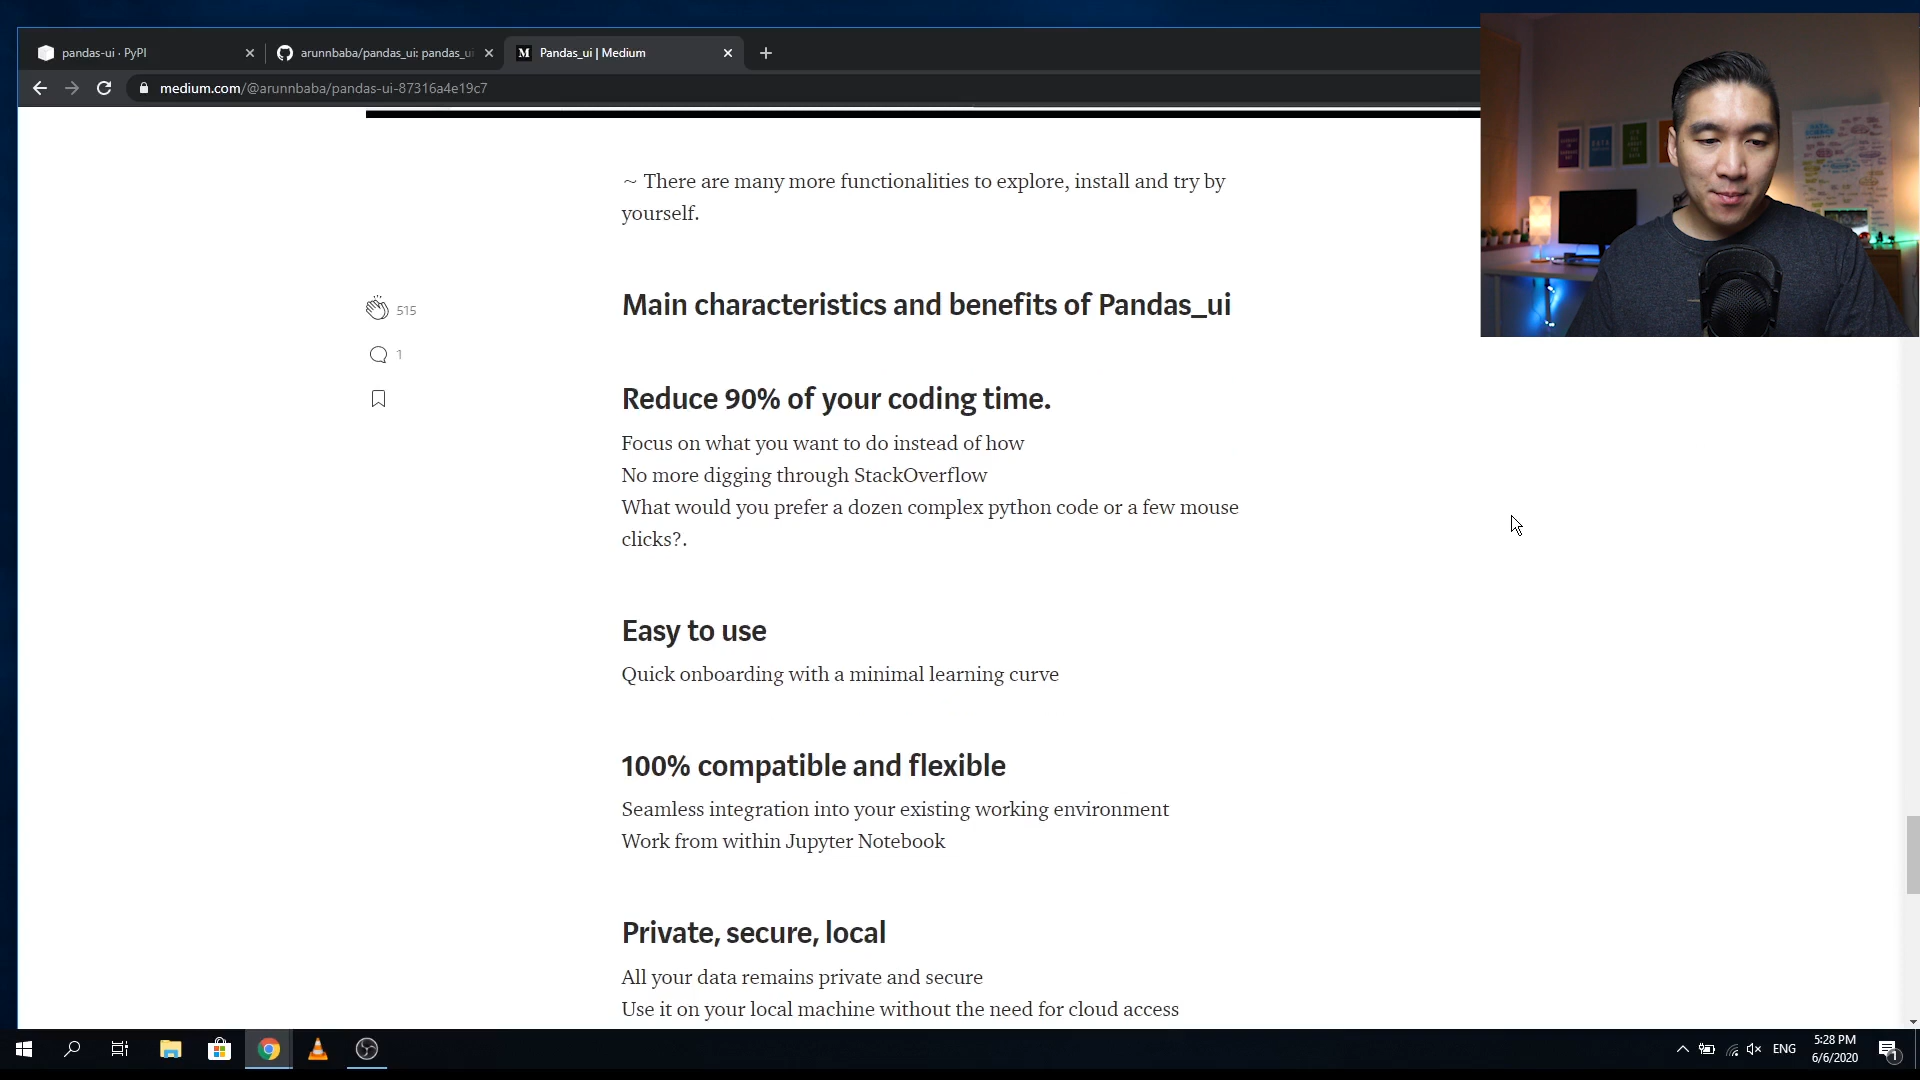 pandas-ui · PyPI
arunnbaba/pandas_ui: pandas_ui
Pandas_ui | Medium
medium.com/@arunnbaba/pandas-ui-87316a4e19c7
~ There are many more functionalities to explore, install and try by
yourself.
Main characteristics and benefits of Pandas_ui
515
1
Reduce 90% of your coding time.
Focus on what you want to do instead of how
No more digging through StackOverflow
What would you prefer a dozen complex python code or a few mouse
clicks?.
Easy to use
Quick onboarding with a minimal learning curve
100% compatible and flexible
Seamless integration into your existing working environment
Work from within Jupyter Notebook
Private, secure, local
All your data remains private and secure
Use it on your local machine without the need for cloud access
ENG
5:28 PM
6/6/2020
1